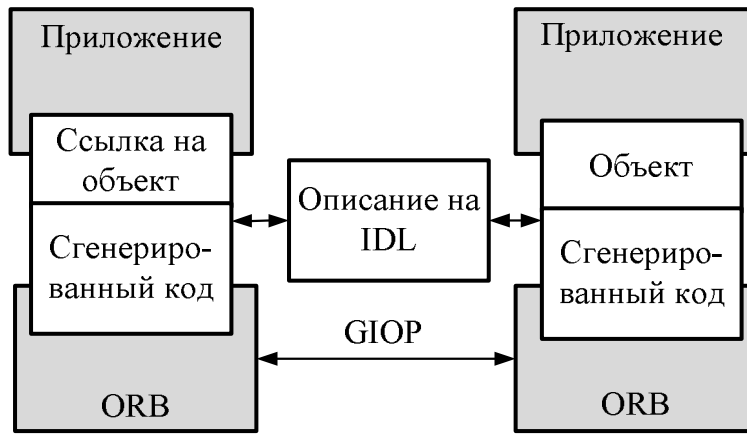 Приложение
Ссылка на
объект
Сгенериро-
ванный код
ORB
Описание на
IDL
GIOP
Приложение
Объект
Сгенериро-
ванный код
ORB